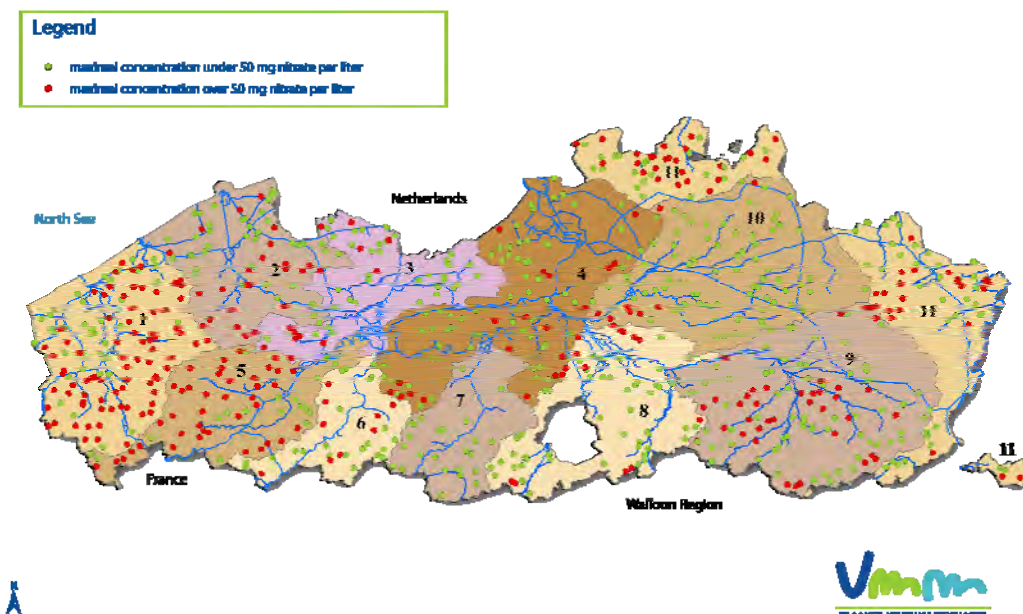 Legend
maximal concentration under 50 mg nitrate per liter
maximal concentration over 50 mg nitrate per liter
Netherlands
North Sea
11
10
3
2
4
1
11
9
5
7
8
6
11
France
Walloon Region
N
Vmm